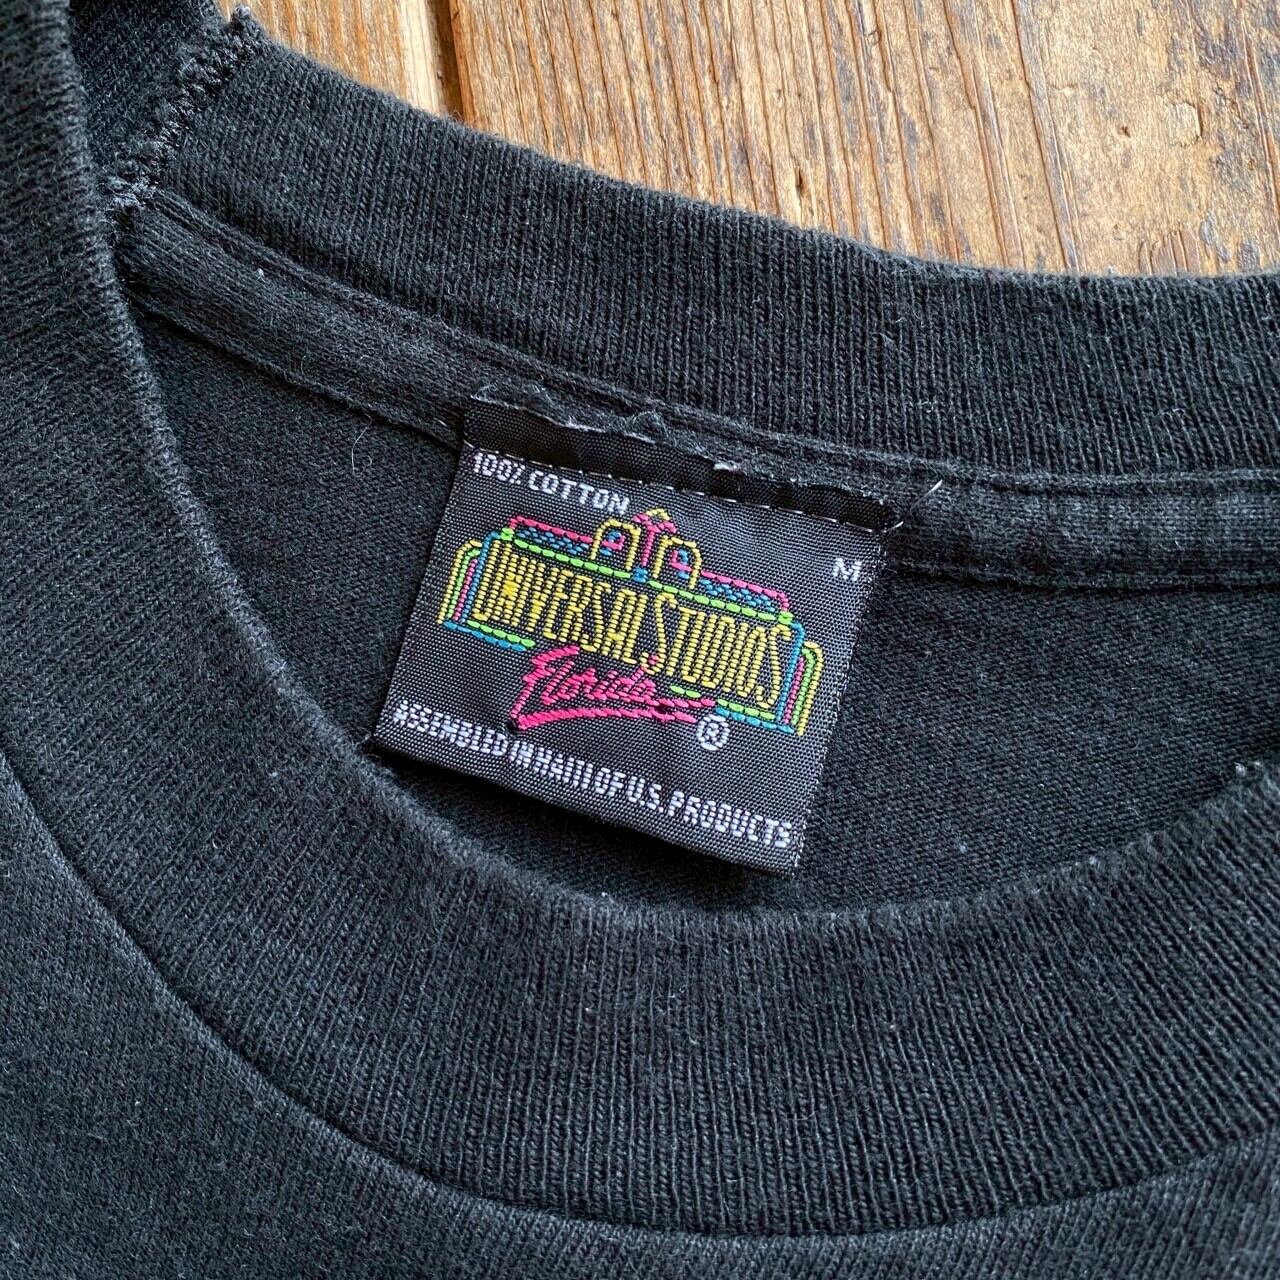 100% COTTON
M
UNIVERSAL STUDIOS
Florida
®
ASSEMBLED IN HAITI OF U.S. PRODUCTS